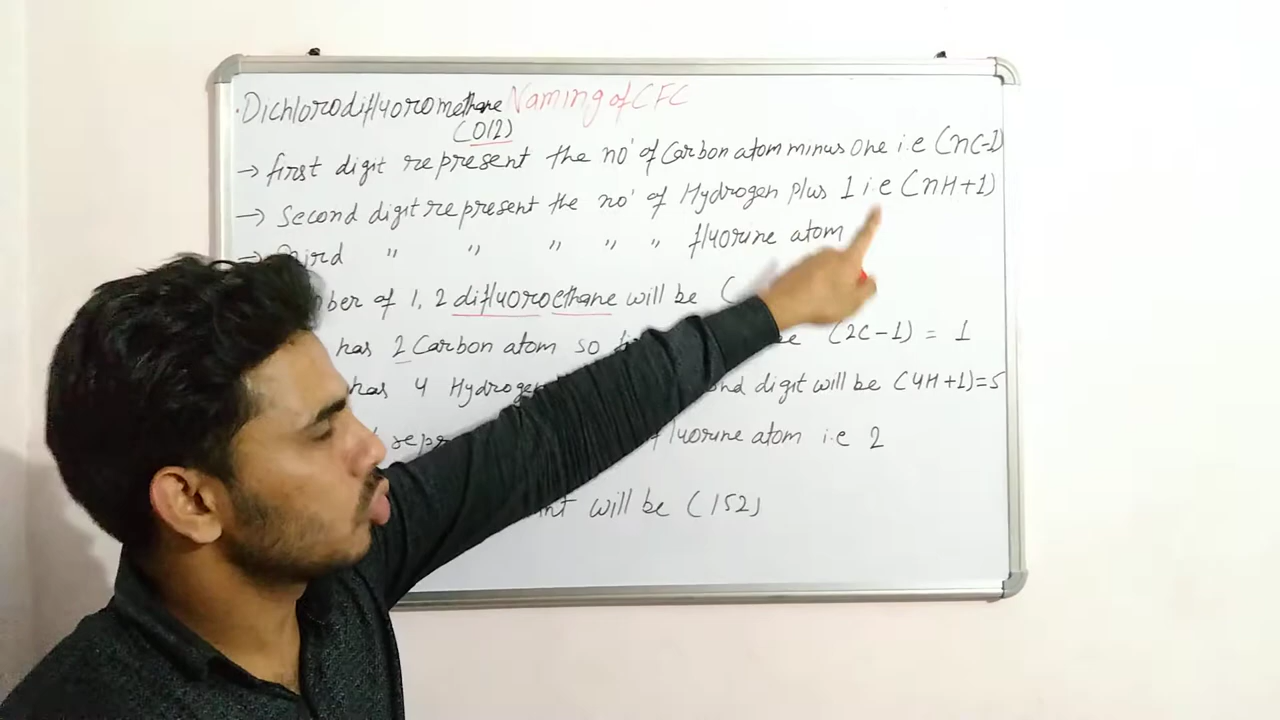 ·Dichlorodifluoromethane Naming of CFC
(012)
→ first digit represent the no' of Carbon atom minus one i.e (nC-1)
→ Second digit represent the no' of Hydrogen plus 1 i.e (nH+1)
→ " " " " " fluorine atom
of 1, 2 difluoroethane will be (
has 2 Carbon atom so (2C-1) = 1
has 4 digit will be (4H+1)=5
fluorine atom i.e 2
will be (152)